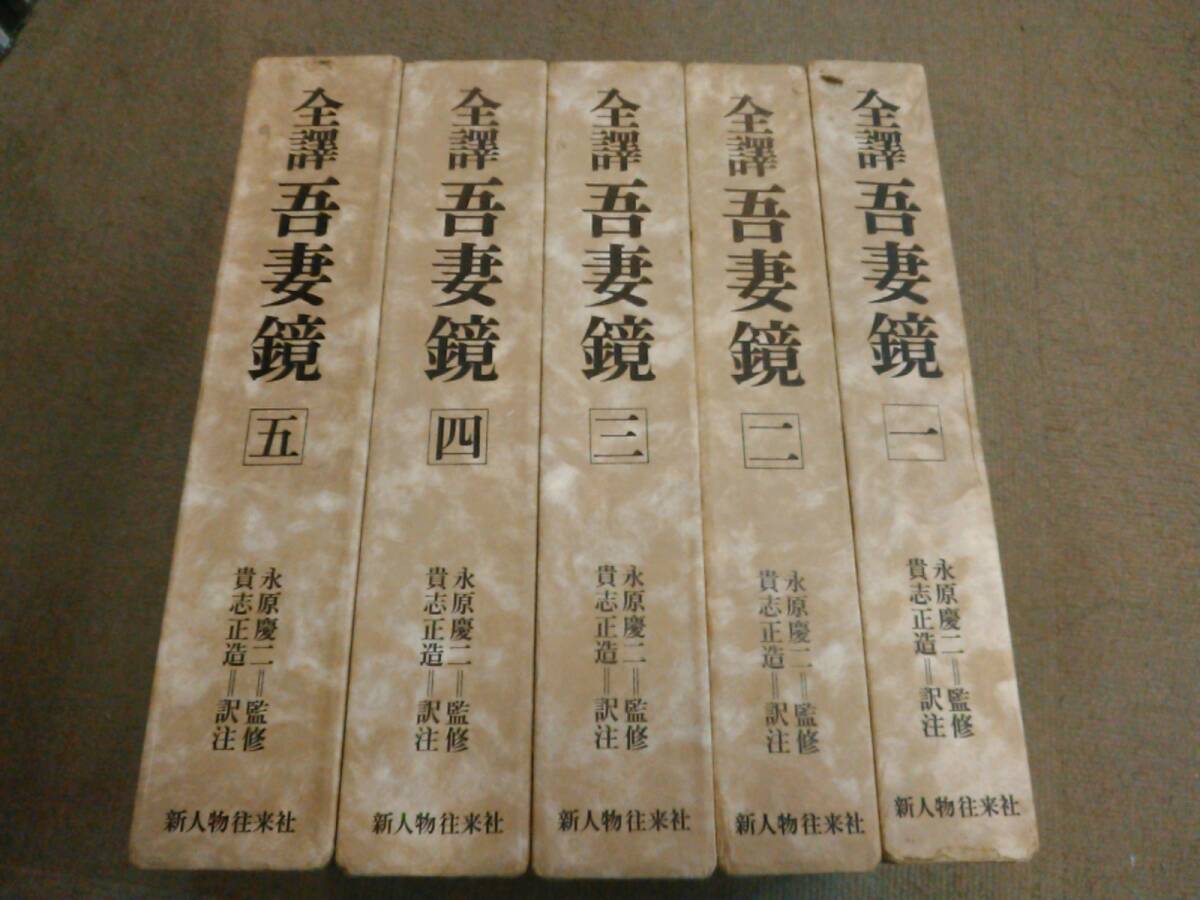 全譯吾妻鏡
一
永原慶二=監修
貴志正造=訳注
新人物往来社
全譯吾妻鏡
二
永原慶二=監修
貴志正造=訳注
新人物往来社
全譯吾妻鏡
三
永原慶二=監修
貴志正造=訳注
新人物往来社
全譯吾妻鏡
四
永原慶二=監修
貴志正造=訳注
新人物往来社
全譯吾妻鏡
五
永原慶二=監修
貴志正造=訳注
新人物往来社